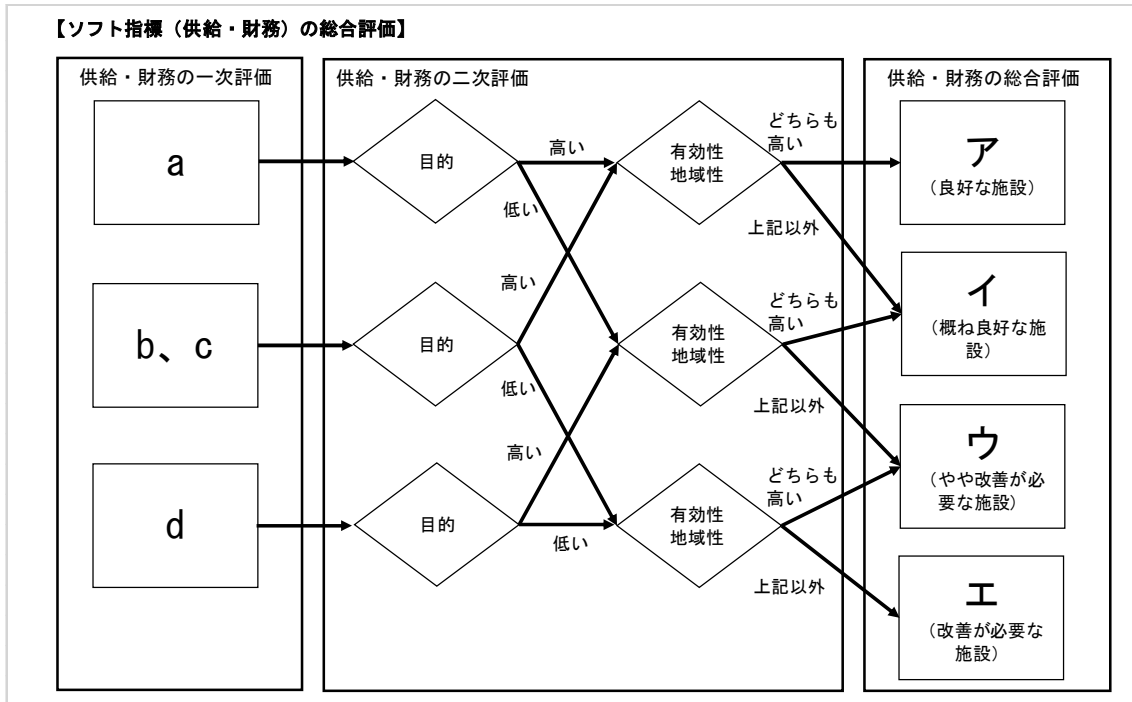 【ソフト指標（供給・財務）の総合評価】
供給・財務の一次評価
a
b、c
d
供給・財務の二次評価
目的
高い
低い
有効性
地域性
どちらも
高い
上記以外
目的
高い
低い
有効性
地域性
どちらも
高い
上記以外
目的
高い
低い
有効性
地域性
どちらも
高い
上記以外
供給・財務の総合評価
ア
（良好な施設）
イ
（概ね良好な施
設）
ウ
（やや改善が必
要な施設）
エ
（改善が必要な
施設）